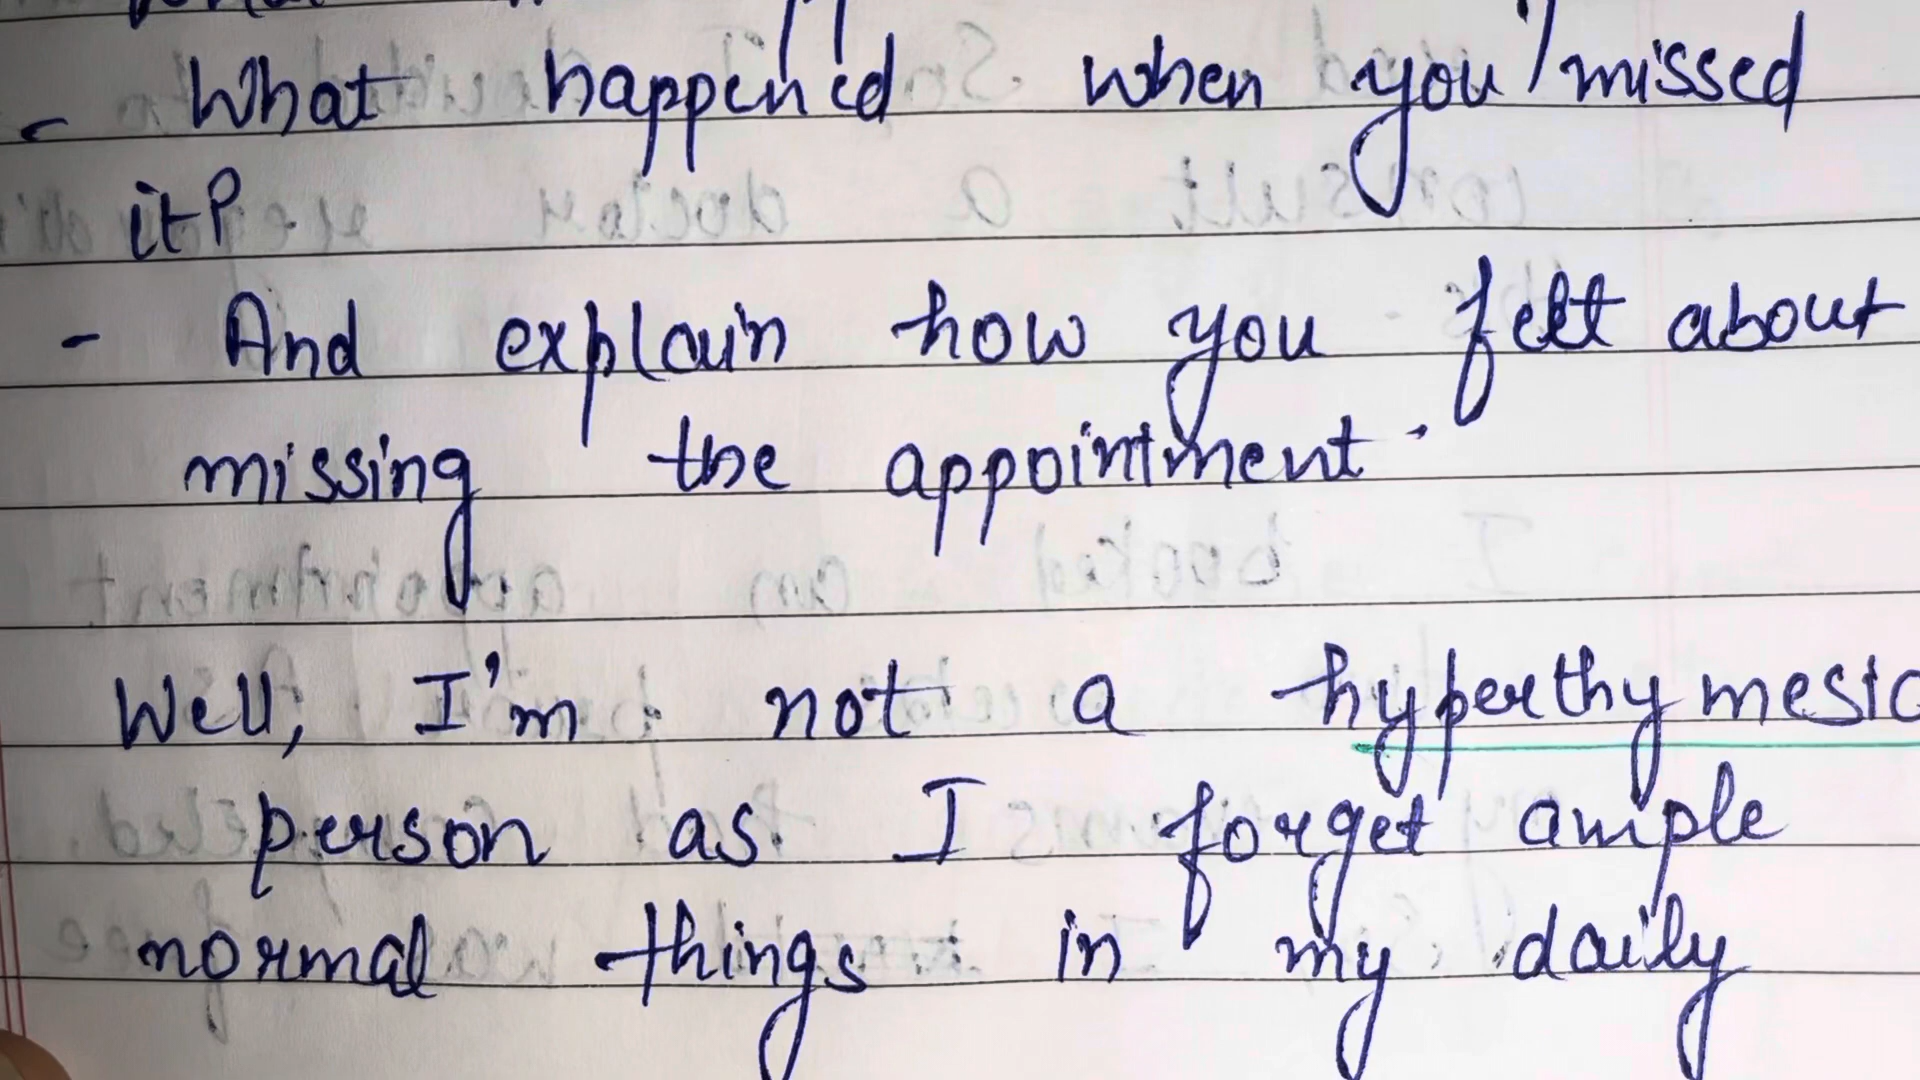 - What happened when you missed
it?
- And explain how you felt about
missing the appointment.
Well, I'm not a hyperthymesic
person as I forget ample
normal things in my daily